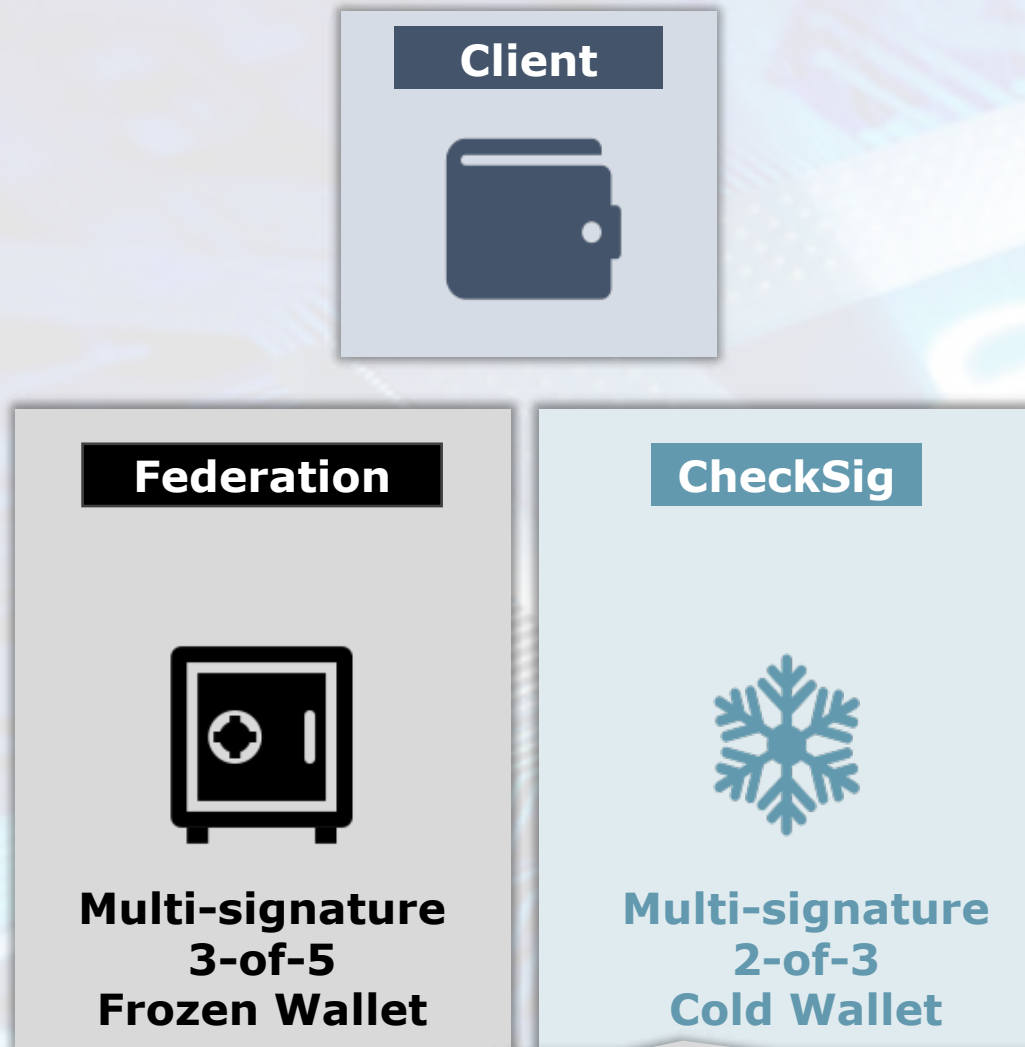 Client
Federation
CheckSig
Multi-signature
3-of-5
Frozen Wallet
Multi-signature
2-of-3
Cold Wallet